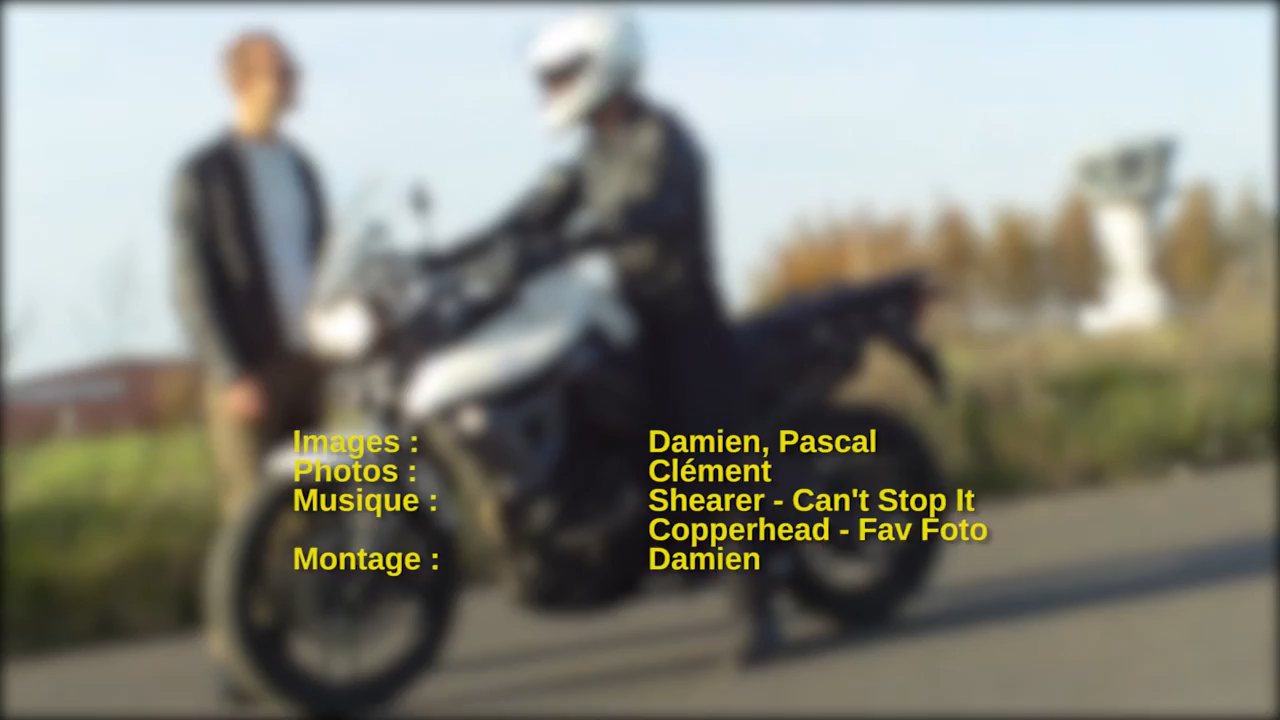 Images : Damien, Pascal
Photos : Clément
Musique : Shearer - Can't Stop It
Copperhead - Fav Foto
Montage : Damien